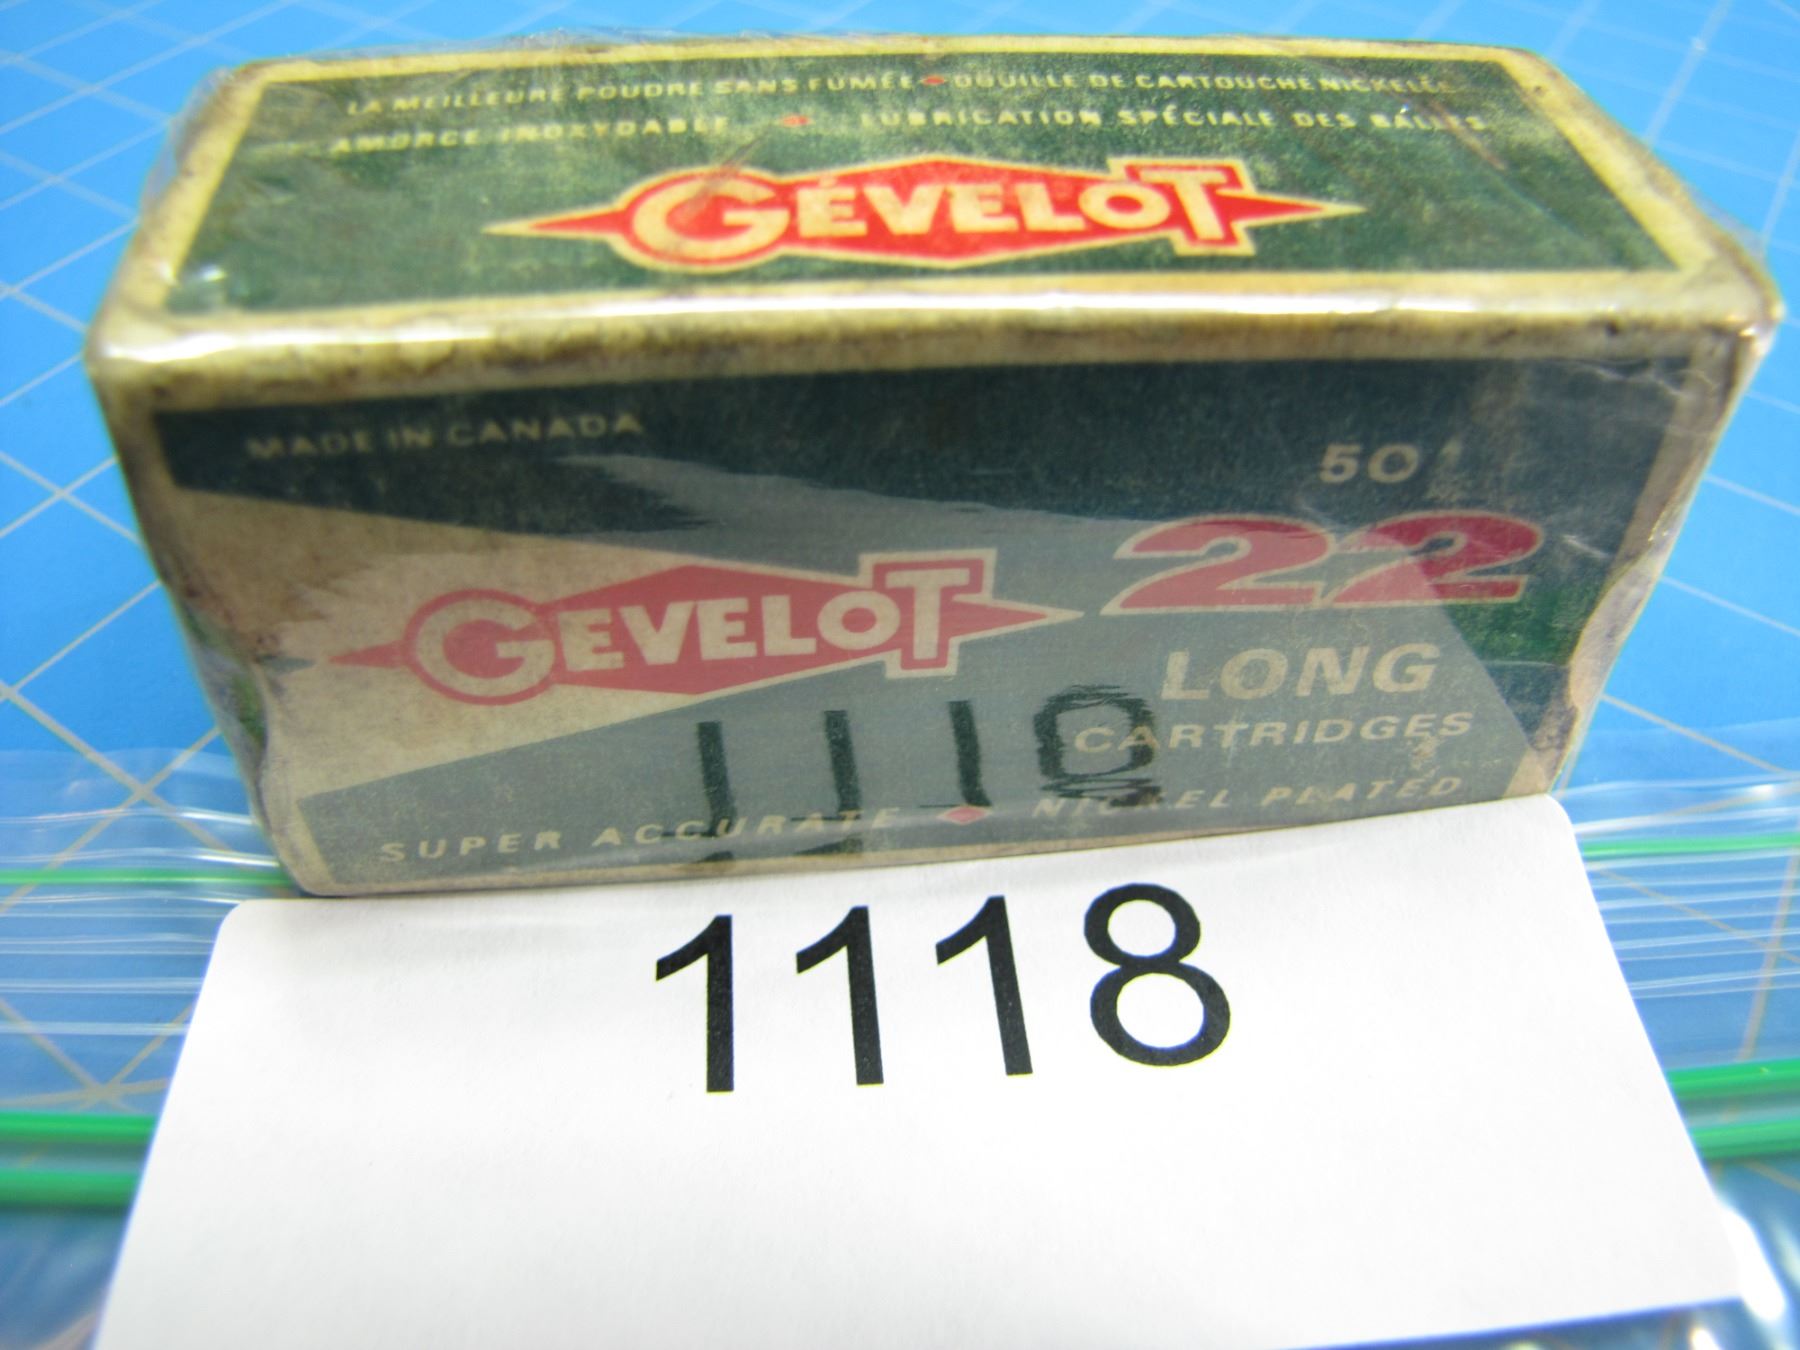 LA MEILLEURE POUDRE SANS FUMÉE ♦ DOUILLE DE CARTOUCHE NICKELÉE
AMORCE INOXYDABLE ♦ LUBRICATION SPÉCIALE DES BALLES
GÉVELOT
MADE IN CANADA
50
GEVELOT 22
LONG
CARTRIDGES
SUPER ACCURATE ♦ NICKEL PLATED
1118